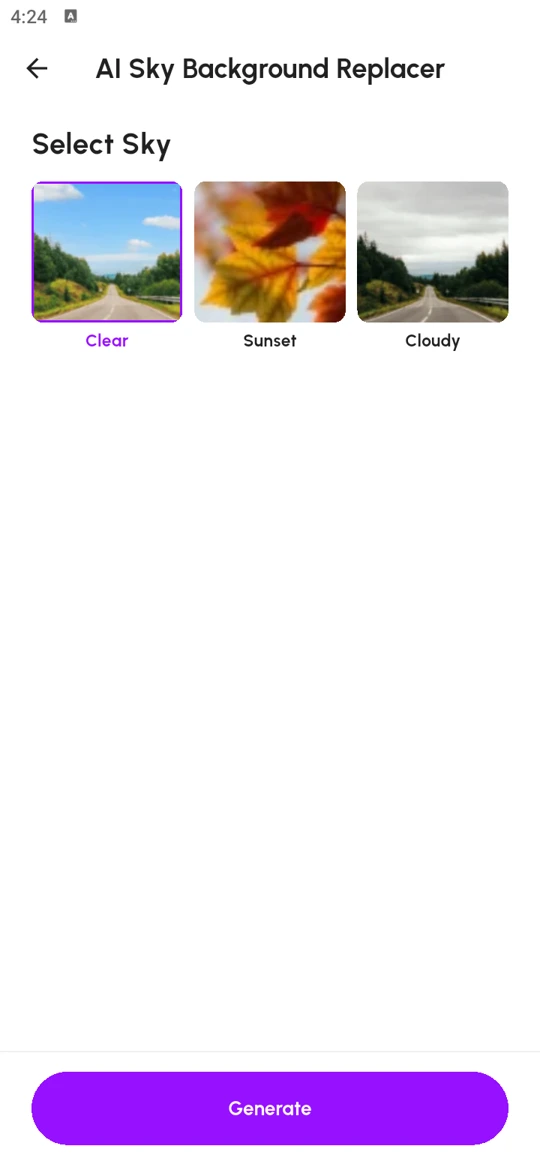 4:24
AI Sky Background Replacer
Select Sky
Clear
Sunset
Cloudy
Generate